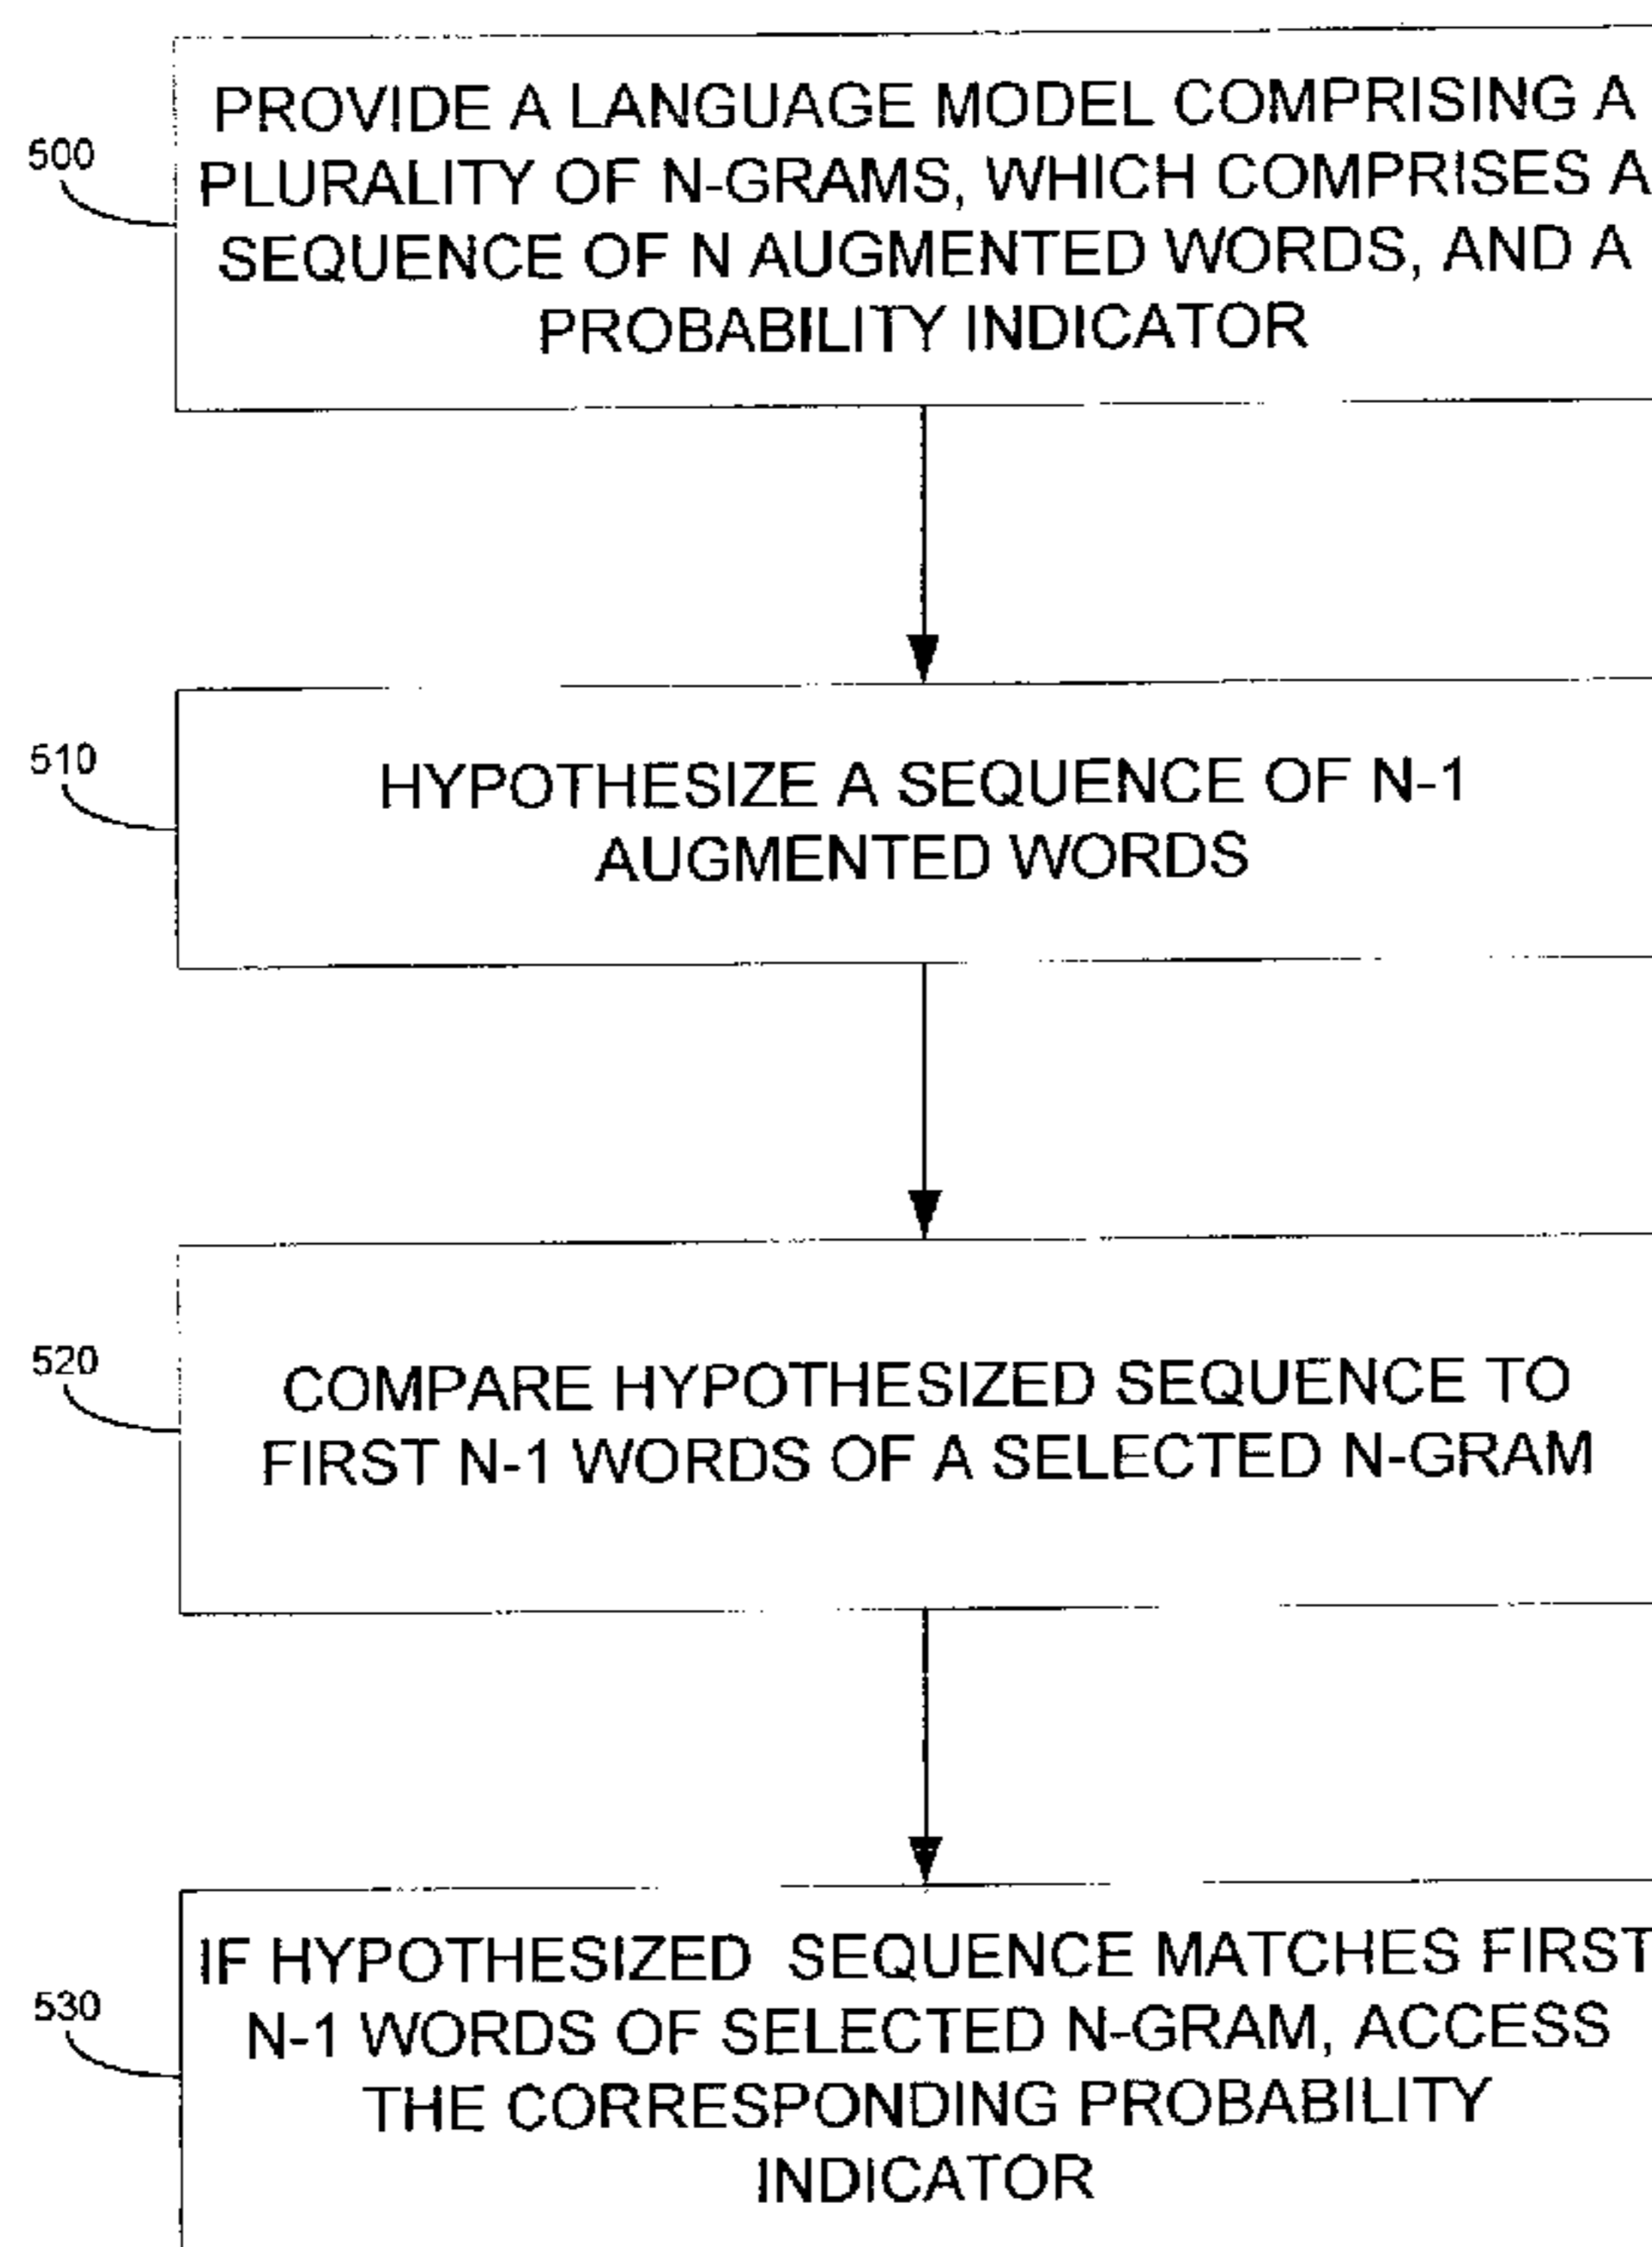 PROVIDE A LANGUAGE MODEL COMPRISING A
500
PLURALITY OF N-GRAMS, WHICH COMPRISES A
SEQUENCE OF N AUGMENTED WORDS, AND A
PROBABILITY INDICATOR
510
HYPOTHESIZE A SEQUENCE OF N-1
AUGMENTED WORDS
520
COMPARE HYPOTHESIZED SEQUENCE TO
FIRST N-1 WORDS OF A SELECTED N-GRAM
IF HYPOTHESIZED SEQUENCE MATCHES FIRST
530
N-1 WORDS OF SELECTED N-GRAM, ACCESS
THE CORRESPONDING PROBABILITY
INDICATOR